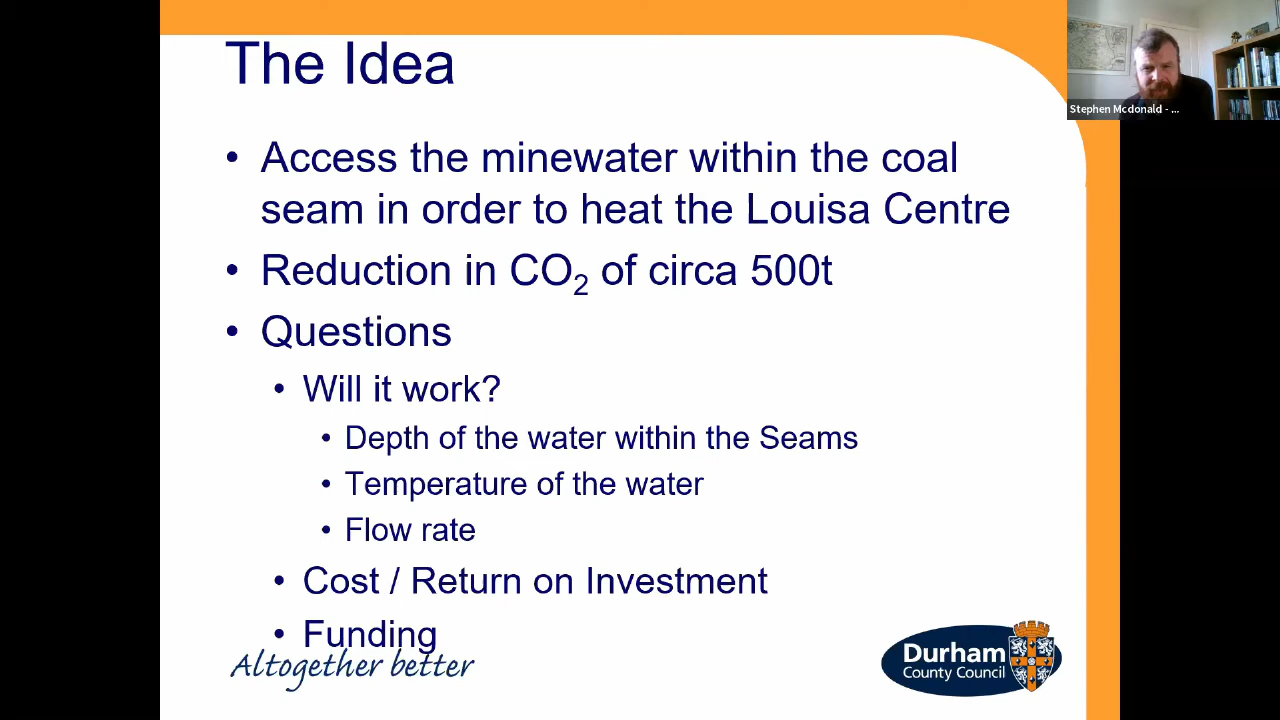 The Idea
• Access the minewater within the coal
seam in order to heat the Louisa Centre
• Reduction in CO₂ of circa 500t
• Questions
• Will it work?
• Depth of the water within the Seams
• Temperature of the water
• Flow rate
• Cost / Return on Investment
• Funding
Altogether better
Durham
County Council
Stephen Mcdonald - ...